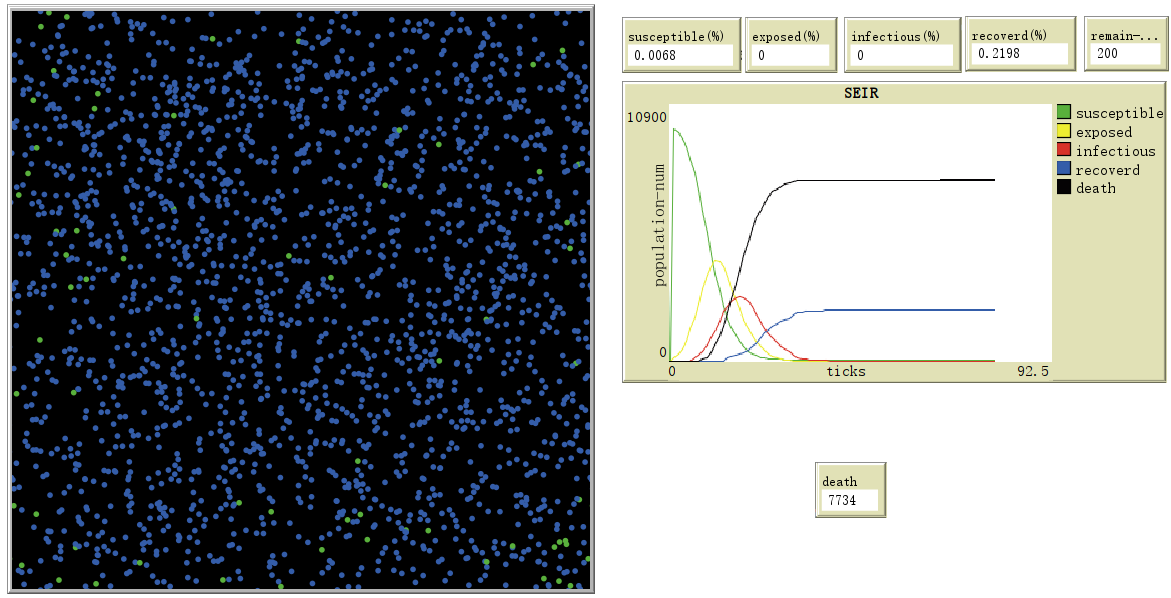 susceptible(%)
0.0068
exposed(%)
0
infectious(%)
0
recoverd(%)
0.2198
remain-...
200
SEIR
10900
population-num
0
0
ticks
92.5
susceptible
exposed
infectious
recoverd
death
death
7734